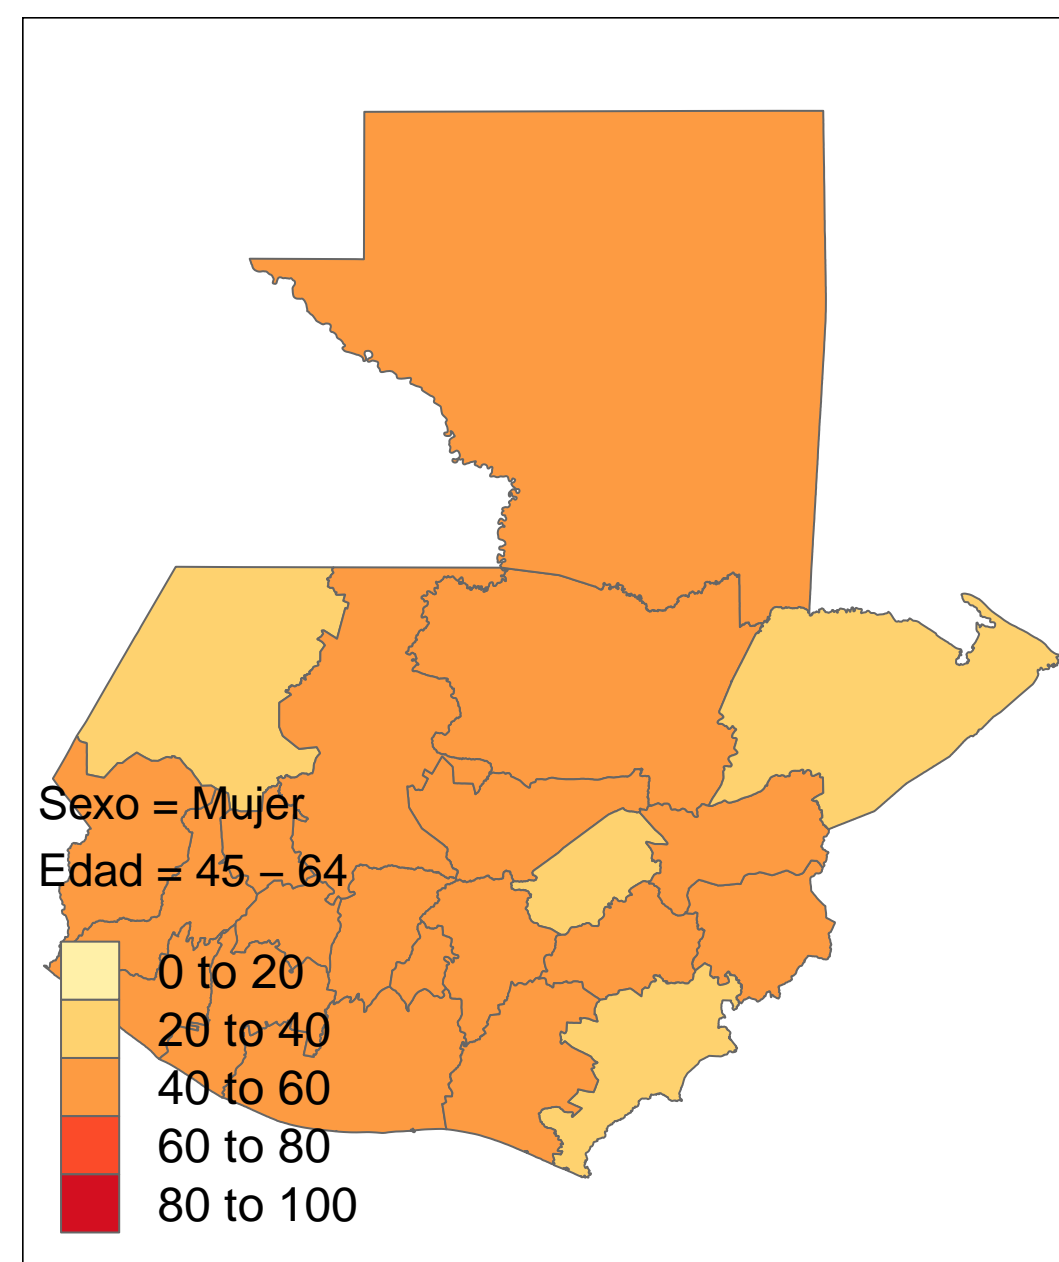 Sexo = Mujer
Edad = 45 – 64
0 to 20
20 to 40
40 to 60
60 to 80
80 to 100